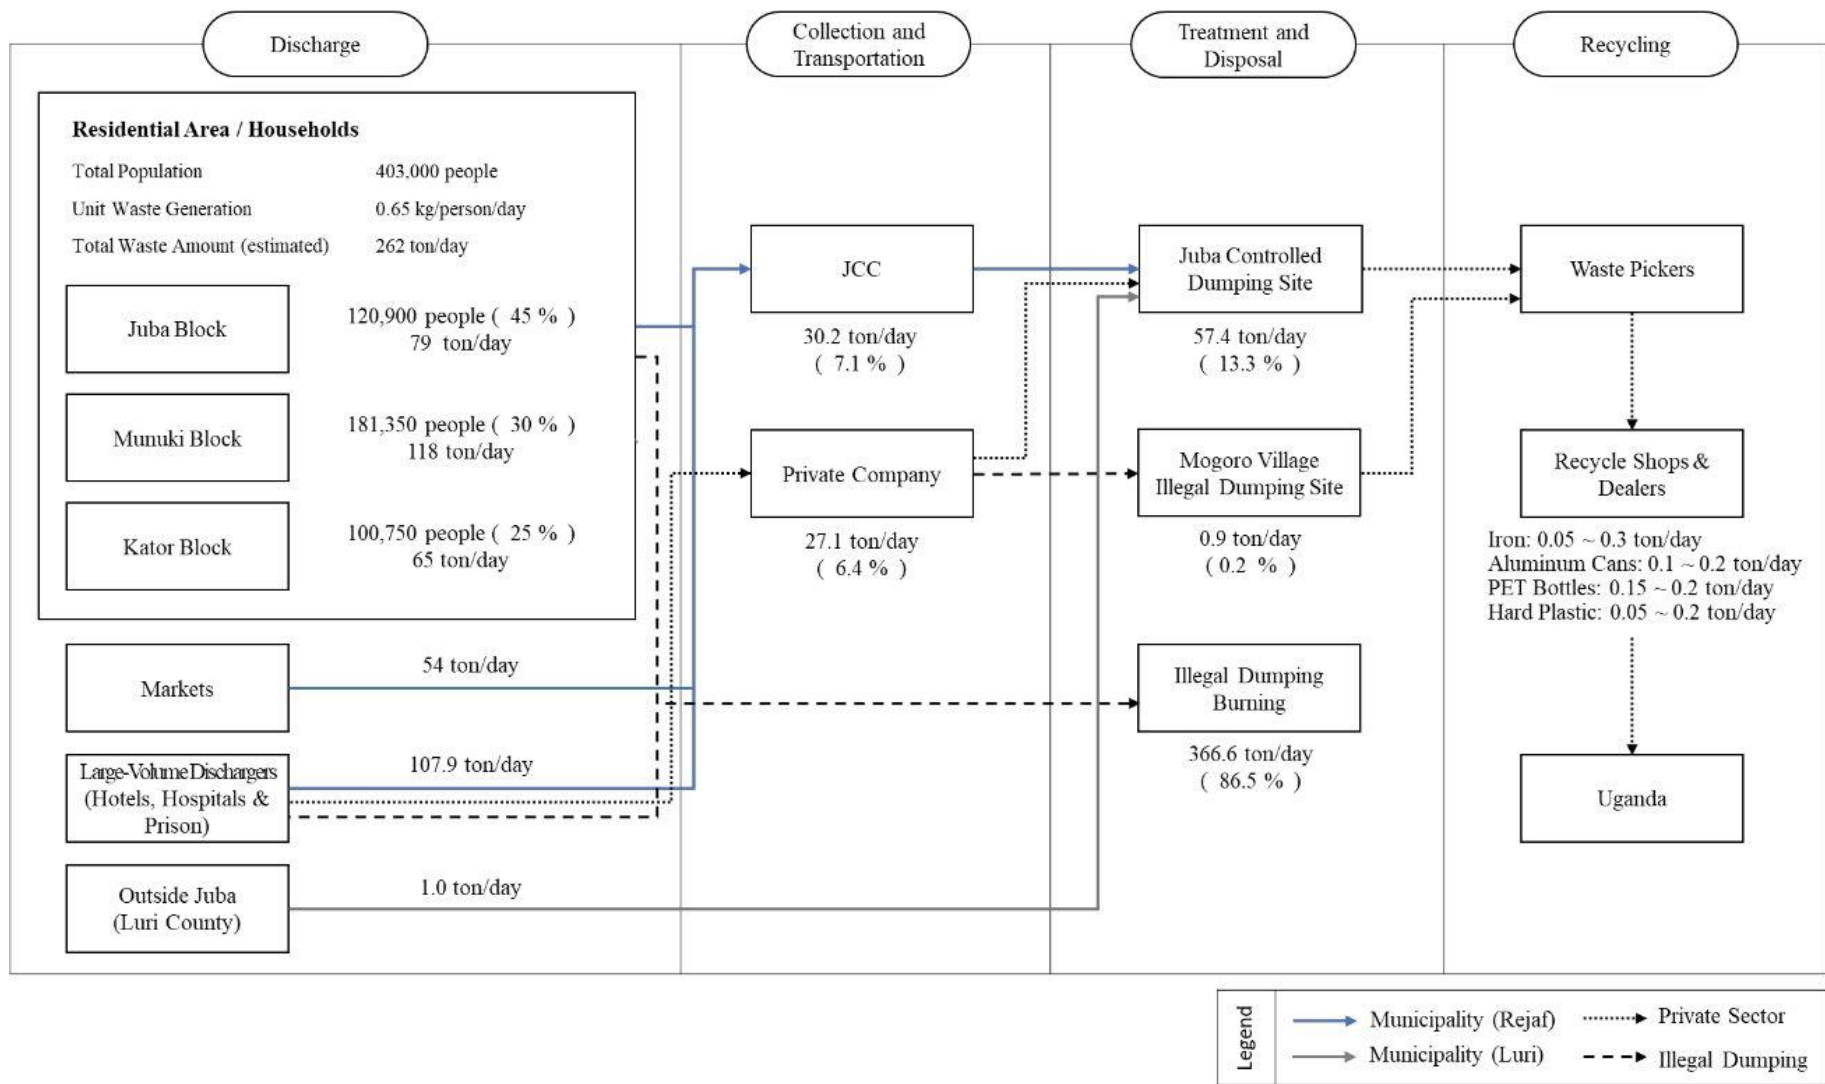 Discharge
Collection and
Transportation
Treatment and
Disposal
Recycling
Residential Area / Households
Total Population 403,000 people
Unit Waste Generation 0.65 kg/person/day
Total Waste Amount (estimated) 262 ton/day
Juba Block
120,900 people ( 45 % )
79 ton/day
Munuki Block
181,350 people ( 30 % )
118 ton/day
Kator Block
100,750 people ( 25 % )
65 ton/day
Markets
54 ton/day
Large-Volume Dischargers
(Hotels, Hospitals &
Prison)
107.9 ton/day
Outside Juba
(Luri County)
1.0 ton/day
JCC
30.2 ton/day
( 7.1 % )
Private Company
27.1 ton/day
( 6.4 % )
Juba Controlled
Dumping Site
57.4 ton/day
( 13.3 % )
Mogoro Village
Illegal Dumping Site
0.9 ton/day
( 0.2 % )
Illegal Dumping
Burning
366.6 ton/day
( 86.5 % )
Waste Pickers
Recycle Shops &
Dealers
Iron: 0.05 ~ 0.3 ton/day
Aluminum Cans: 0.1 ~ 0.2 ton/day
PET Bottles: 0.15 ~ 0.2 ton/day
Hard Plastic: 0.05 ~ 0.2 ton/day
Uganda
Legend
Municipality (Rejaf)
Private Sector
Municipality (Luri)
Illegal Dumping